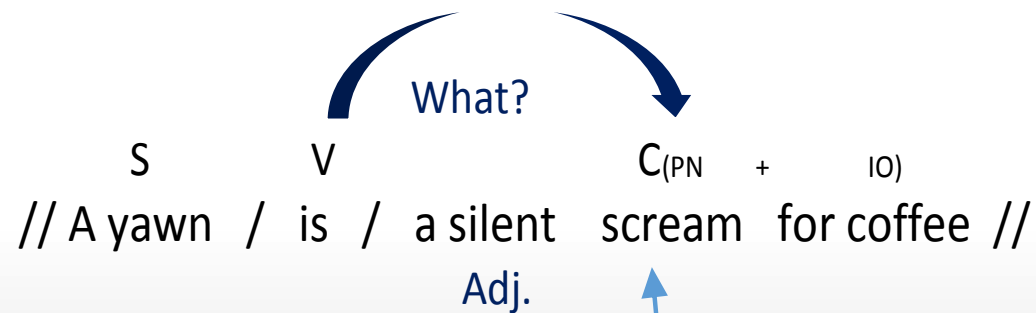 What?
S V C(PN + IO)
// A yawn / is / a silent scream for coffee //
Adj.